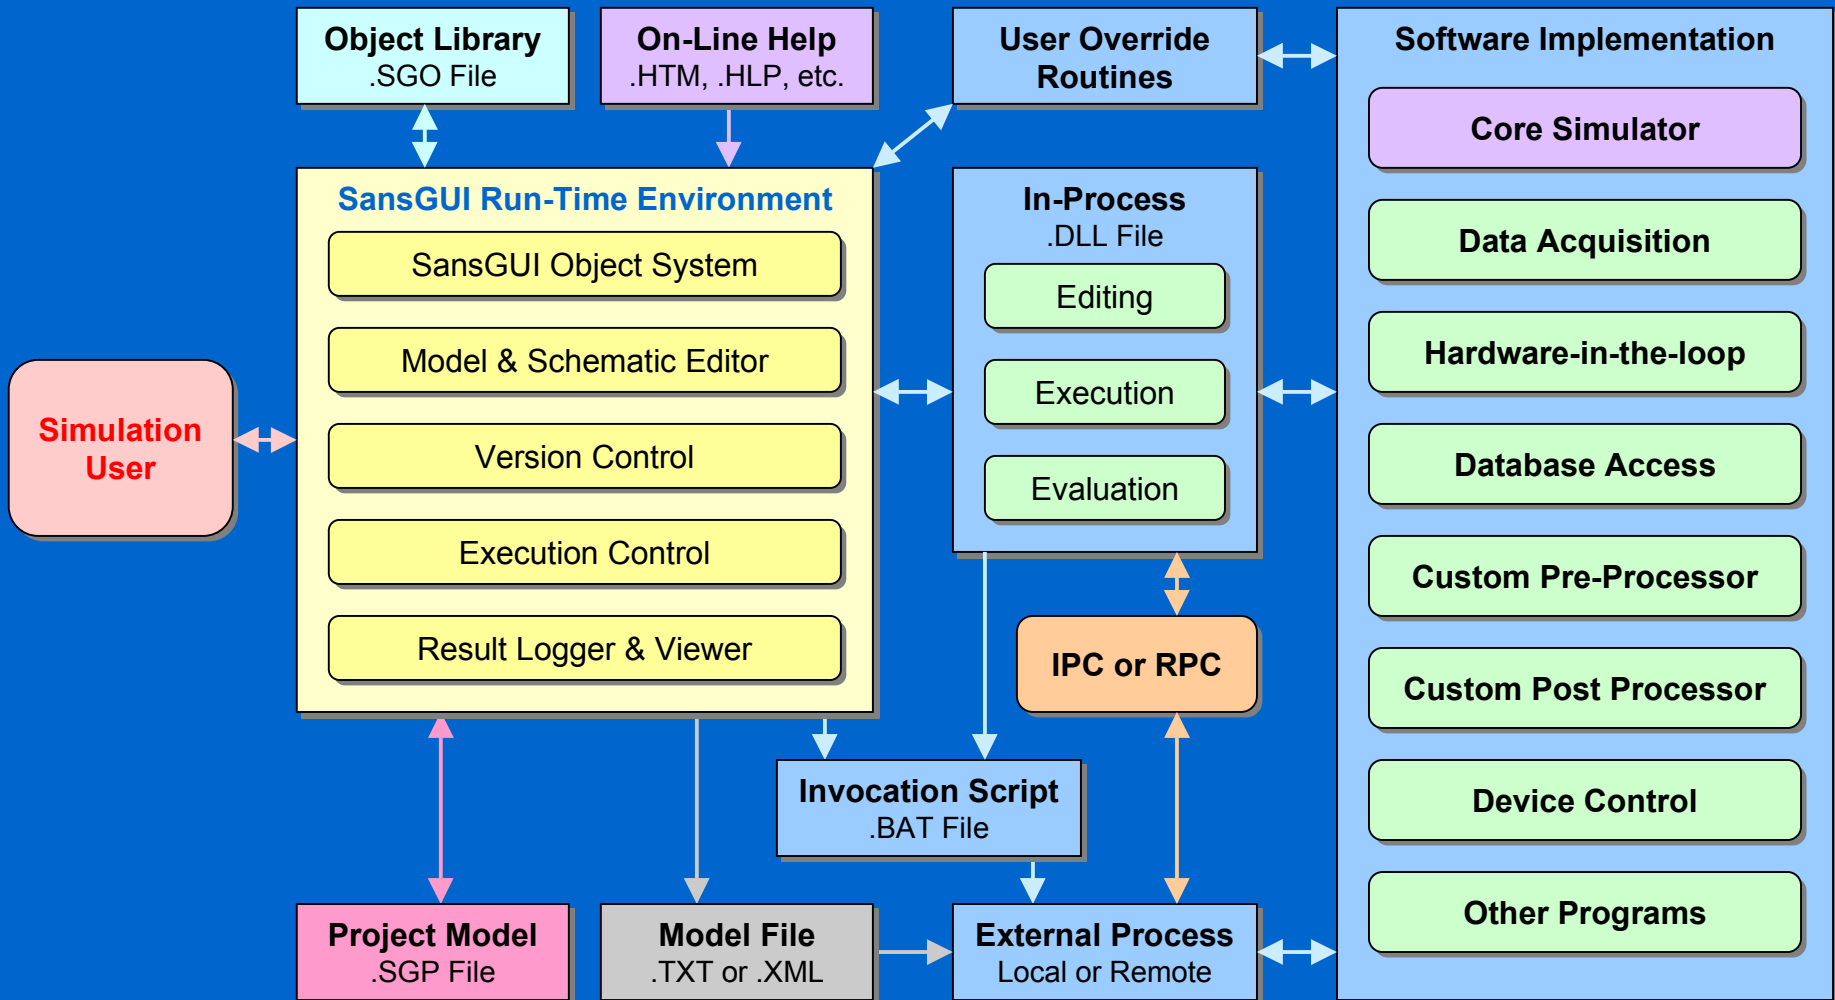 Object Library
.SGO File
On-Line Help
.HTM, .HLP, etc.
User Override
Routines
Software Implementation
Core Simulator
Data Acquisition
Hardware-in-the-loop
Database Access
Custom Pre-Processor
Custom Post Processor
Device Control
Other Programs
SansGUI Run-Time Environment
SansGUI Object System
Model & Schematic Editor
Version Control
Execution Control
Result Logger & Viewer
In-Process
.DLL File
Editing
Execution
Evaluation
Simulation
User
IPC or RPC
Invocation Script
.BAT File
Project Model
.SGP File
Model File
.TXT or .XML
External Process
Local or Remote